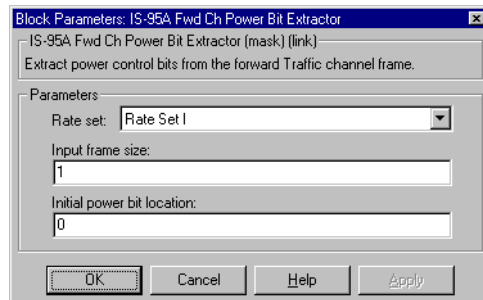 Block Parameters: IS-95A Fwd Ch Power Bit Extractor
IS-95A Fwd Ch Power Bit Extractor (mask) (link)
Extract power control bits from the forward Traffic channel frame.
Parameters
Rate set: Rate Set I
Input frame size:
1
Initial power bit location:
0
OK Cancel Help Apply